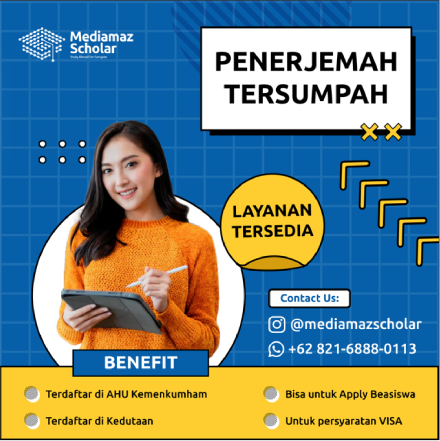 Mediamaz
Scholar
PENERJEMAH
TERSUMPAH
LAYANAN
TERSEDIA
Contact Us:
@mediamazscholar
+62 821-6888-0113
BENEFIT
Terdaftar di AHU Kemenkumham
Terdaftar di Kedutaan
Bisa untuk Apply Beasiswa
Untuk persyaratan VISA